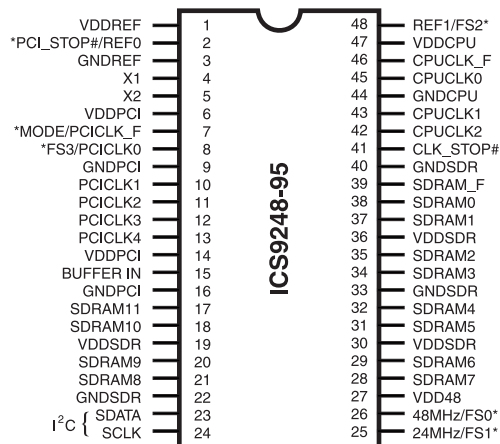 VDDREF 1 48 REF1/FS2*
*PCI_STOP#/REF0 2 47 VDDCPU
GNDREF 3 46 CPUCLK_F
X1 4 45 CPUCLK0
X2 5 44 GNDCPU
VDDPCI 6 43 CPUCLK1
*MODE/PCICLK_F 7 42 CPUCLK2
*FS3/PCICLK0 8 41 CLK_STOP#
GNDPCI 9 40 GNDSDR
PCICLK1 10 39 SDRAM_F
PCICLK2 11 38 SDRAM0
PCICLK3 12 37 SDRAM1
PCICLK4 13 36 VDDSDR
VDDPCI 14 35 SDRAM2
BUFFER IN 15 34 SDRAM3
GNDPCI 16 33 GNDSDR
SDRAM11 17 32 SDRAM4
SDRAM10 18 31 SDRAM5
VDDSDR 19 30 VDDSDR
SDRAM9 20 29 SDRAM6
SDRAM8 21 28 SDRAM7
GNDSDR 22 27 VDD48
I²C { SDATA 23 26 48MHz/FS0*
SCLK 24 25 24MHz/FS1*
ICS9248-95